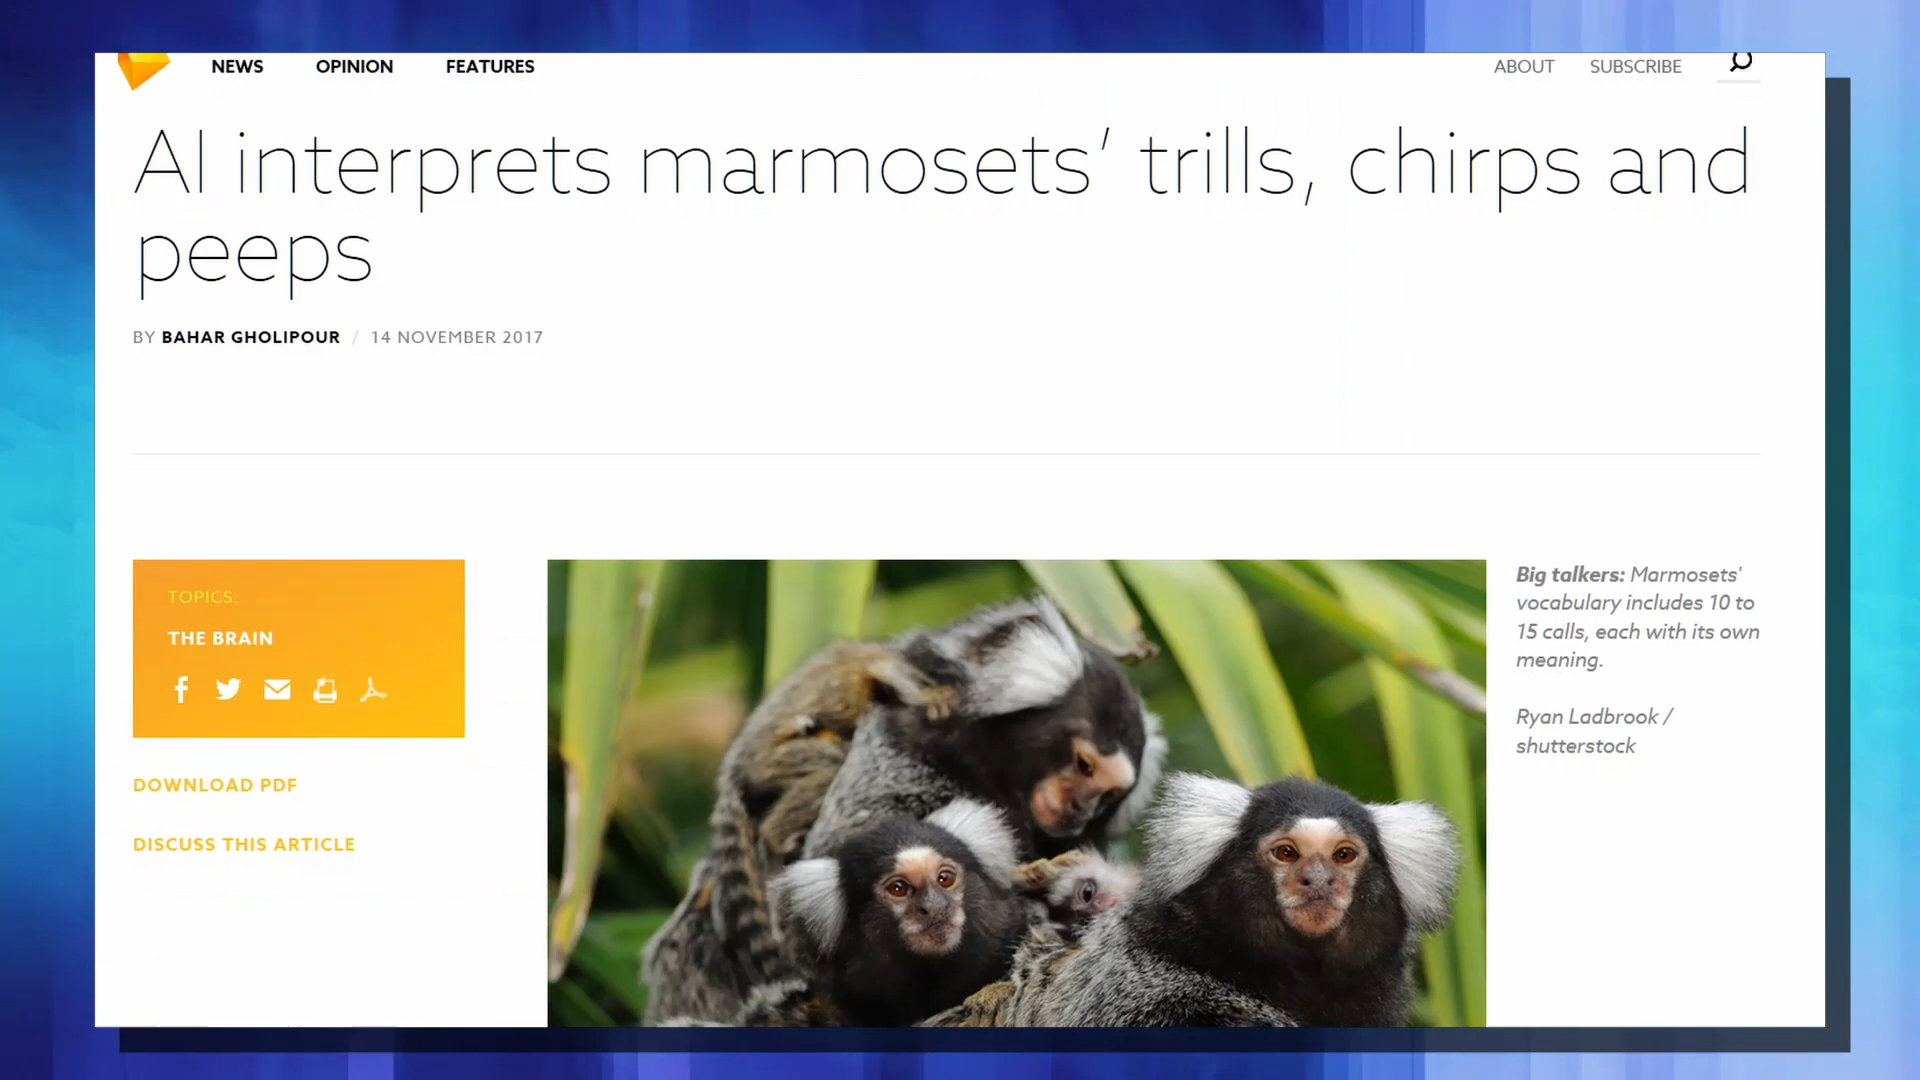 NEWS OPINION FEATURES ABOUT SUBSCRIBE
AI interprets marmosets’ trills, chirps and
peeps
BY BAHAR GHOLIPOUR / 14 NOVEMBER 2017
TOPICS:
THE BRAIN
DOWNLOAD PDF
DISCUSS THIS ARTICLE
Big talkers: Marmosets'
vocabulary includes 10 to
15 calls, each with its own
meaning.
Ryan Ladbrook /
shutterstock